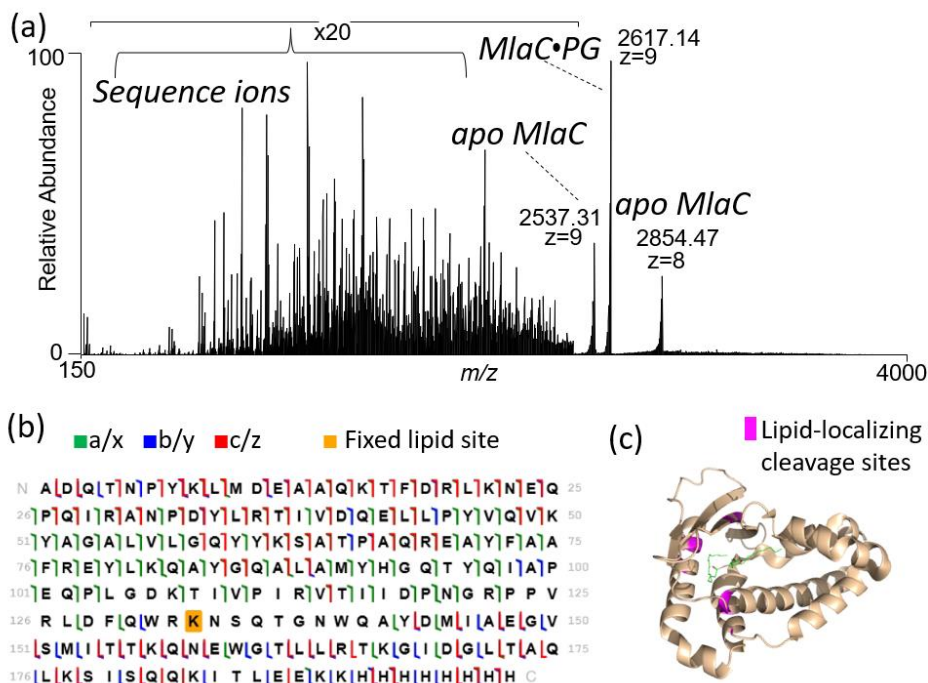 (a)
x20
100
Sequence ions
MlaC•PG
2617.14
z=9
apo MlaC
2537.31
z=9
apo MlaC
2854.47
z=8
Relative Abundance
0
150
m/z
4000
(b)
a/x b/y c/z Fixed lipid site
N A D Q T N P Y K L M D E A A Q K T F D R L K N E Q 25
26 P Q I R A N P D Y L R T I V D Q E L L P Y V Q V K 50
51 Y A G A L V L G Q Y Y K S A T P A Q R E A Y F A A 75
76 F R E Y L K Q A Y G Q A L A M Y H G Q T Y Q I A P 100
101 E Q P L G D K T I V P I R V T I I D P N G R P P V 125
126 R L D F Q W R K N S Q T G N W Q A Y D M I A E G V 150
151 S M I T T K Q N E W G T L L R T K G I D G L T A Q 175
176 L K S I S Q Q K I T L E E K K H H H H H H C
(c)
Lipid-localizing
cleavage sites